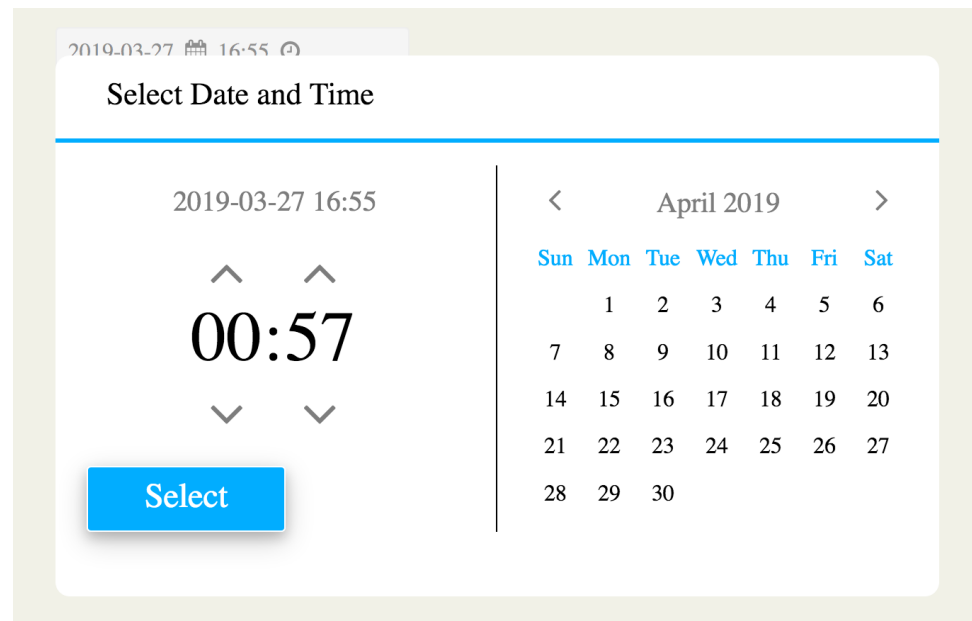 2019-03-27 16:55
Select Date and Time
2019-03-27 16:55
00:57
Select
April 2019
Sun Mon Tue Wed Thu Fri Sat
1 2 3 4 5 6
7 8 9 10 11 12 13
14 15 16 17 18 19 20
21 22 23 24 25 26 27
28 29 30